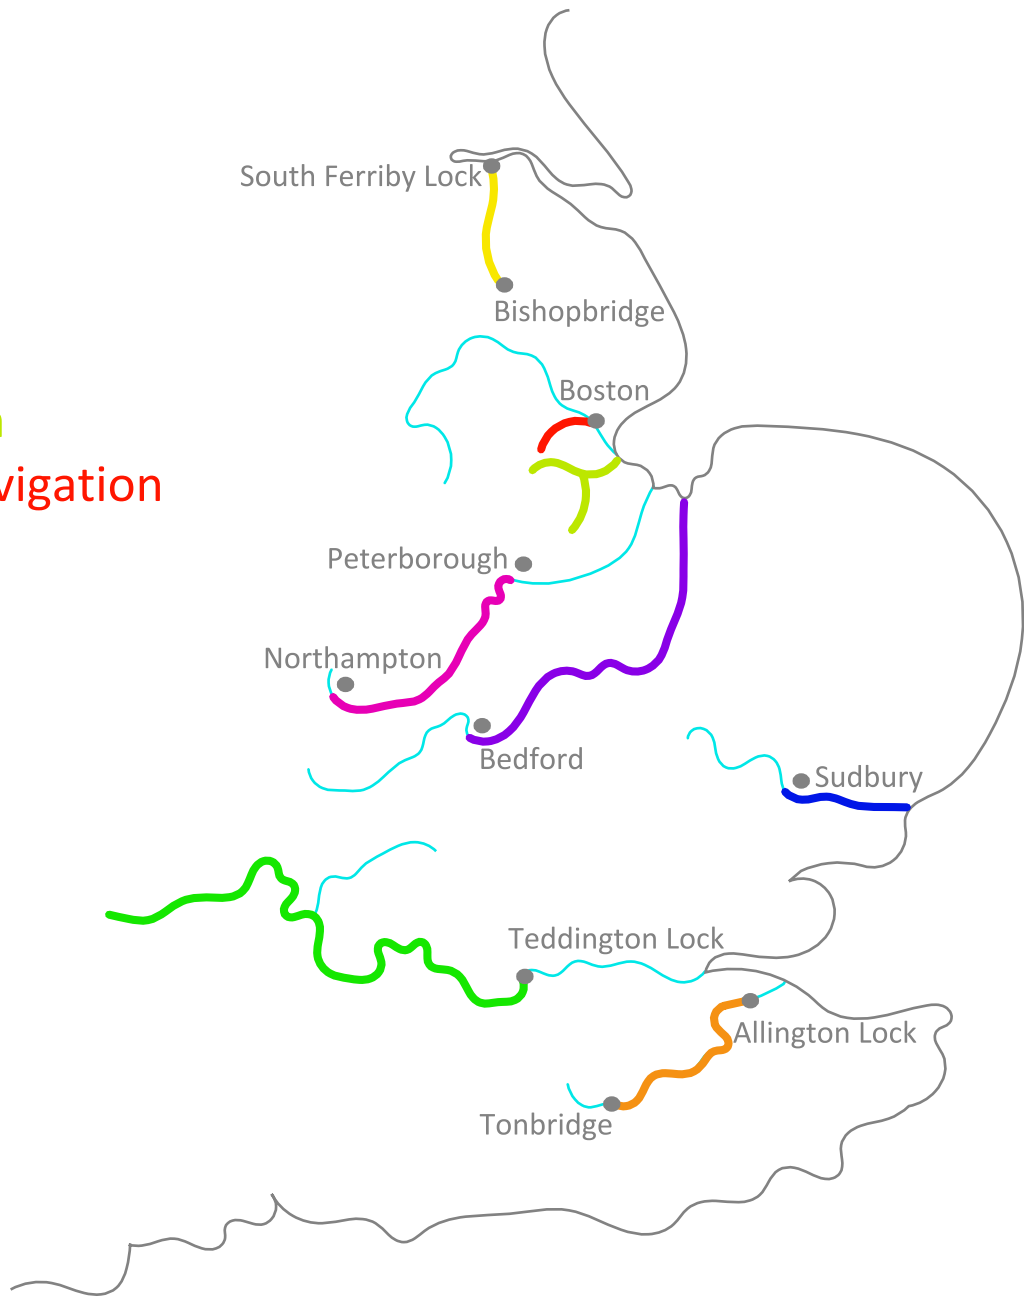 South Ferriby Lock
Bishopbridge
Boston
vigation
Peterborough
Northampton
Bedford
Sudbury
Teddington Lock
Allington Lock
Tonbridge